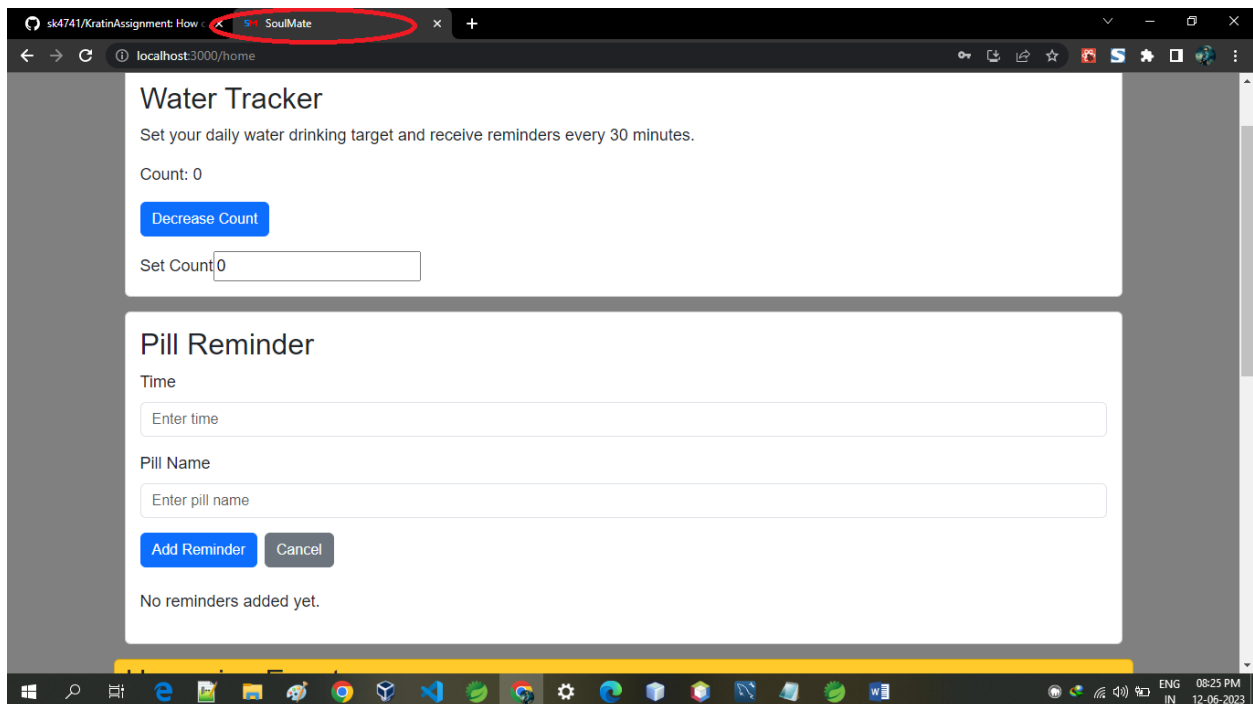 sk4741/KratinAssignment: How c
SM SoulMate
localhost:3000/home
Water Tracker
Set your daily water drinking target and receive reminders every 30 minutes.
Count: 0
Decrease Count
Set Count 0
Pill Reminder
Time
Enter time
Pill Name
Enter pill name
Add Reminder Cancel
No reminders added yet.
ENG 08:25 PM
IN 12-06-2023